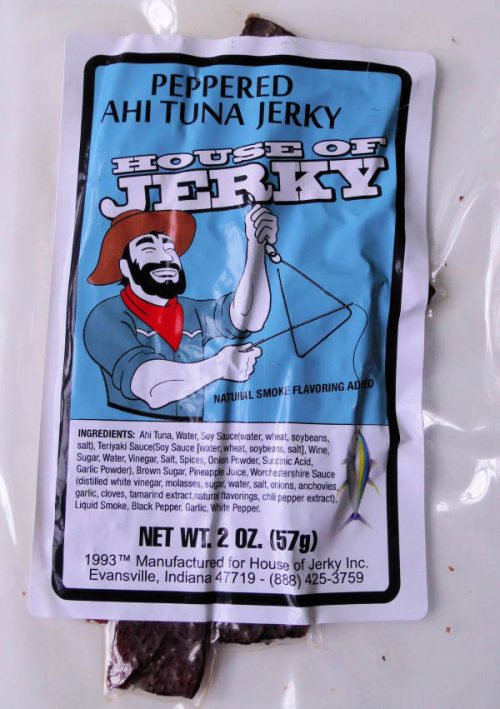 PEPPERED
AHI TUNA JERKY
HOUSE OF
JERKY
NATURAL SMOKE FLAVORING ADDED
INGREDIENTS: Ahi Tuna, Water, Soy Sauce(water, wheat, soybeans,
salt), Teriyaki Sauce(Soy Sauce [water, wheat, soybeans, salt], Wine,
Sugar, Water, Vinegar, Salt, Spices, Onion Powder, Succinic Acid,
Garlic Powder), Brown Sugar, Pineapple Juice, Worchestershire Sauce
(distilled white vinegar, molasses, sugar, water, salt, onions, anchovies,
garlic, cloves, tamarind extract,natural flavorings, chili pepper extract),
Liquid Smoke, Black Pepper, Garlic, White Pepper.
NET WT. 2 OZ. (57g)
1993™ Manufactured for House of Jerky Inc.
Evansville, Indiana 47719 - (888) 425-3759